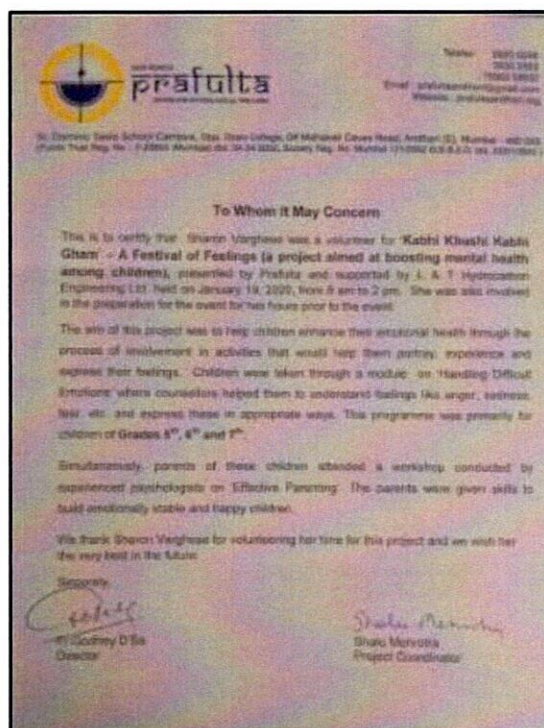 prafulta
To Whom it May Concern
This is to certify that Sharon Varghese was a volunteer for 'Kabhi Khushi Kabhi
Gham' - A Festival of Feelings (a project aimed at boosting mental health
among children), presented by Prafulta and supported by L & T Hydrocarbon
Engineering Ltd. held on January 19, 2020, from 9 am to 2 pm. She was also involved
in the preparation for the event for two hours prior to the event.
The aim of this project was to help children enhance their emotional health through the
process of involvement in activities that would help them portray, experience and
express their feelings. Children were taken through a module on 'Handling Difficult
Emotions' where counsellors helped them to understand feelings like anger, sadness,
fear, etc. and express these in appropriate ways. This programme was primarily for
children of Grades 5th, 6th and 7th.
Simultaneously, parents of these children attended a workshop conducted by
experienced psychologists on 'Effective Parenting'. The parents were given skills to
build emotionally stable and happy children.
We thank Sharon Varghese for volunteering her time for this project and we wish her
the very best in the future.
Sincerely,
Fr. Godfrey D'Sa
Director
Shalu Mehrotra
Shalu Mehrotra
Project Coordinator